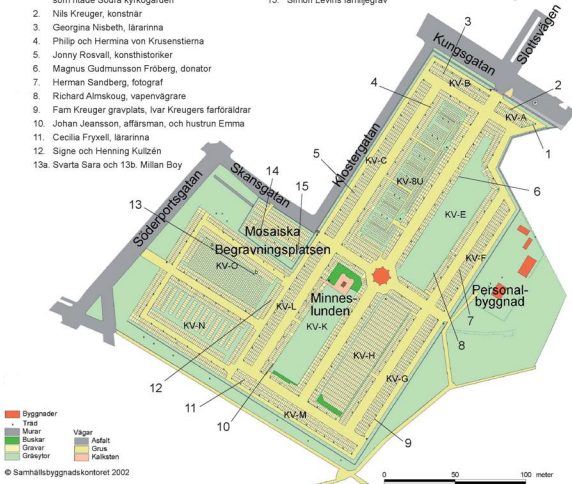 som ritade Södra kyrkogården
2. Nils Kreuger, konstnär
3. Georgina Nisbeth, lärarinna
4. Philip och Hermina von Krusenstierna
5. Jonny Rosvall, konsthistoriker
6. Magnus Gudmunsson Fröberg, donator
7. Herman Sandberg, fotograf
8. Richard Almskoug, vapenvägrare
9. Fam Kreuger gravplats, Ivar Kreugers farföräldrar
10. Johan Jeansson, affärsman, och hustrun Emma
11. Cecilia Fryxell, lärarinna
12. Signe och Henning Kullzén
13a. Svarta Sara och 13b. Millan Boy
15. Simon Levins familjegrav
Slottsvägen
Kungsgatan
3
KV-B
2
KV-A
1
4
Klostergatan
KV-C
5
KV-BU
6
KV-E
Skansgatan
14
15
Söderportsgatan
13
Mosaiska
Begravningsplatsen
KV-F
KV-O
KV-L
Minnes-
lunden
Personal-
byggnad
KV-N
KV-K
7
8
KV-H
12
KV-G
11
KV-M
10
9
Byggnader
Träd
Murar
Buskar
Gravar
Gräsytor
Vägar
Asfalt
Grus
Kalksten
© Samhällsbyggnadskontoret 2002
0 50 100 meter